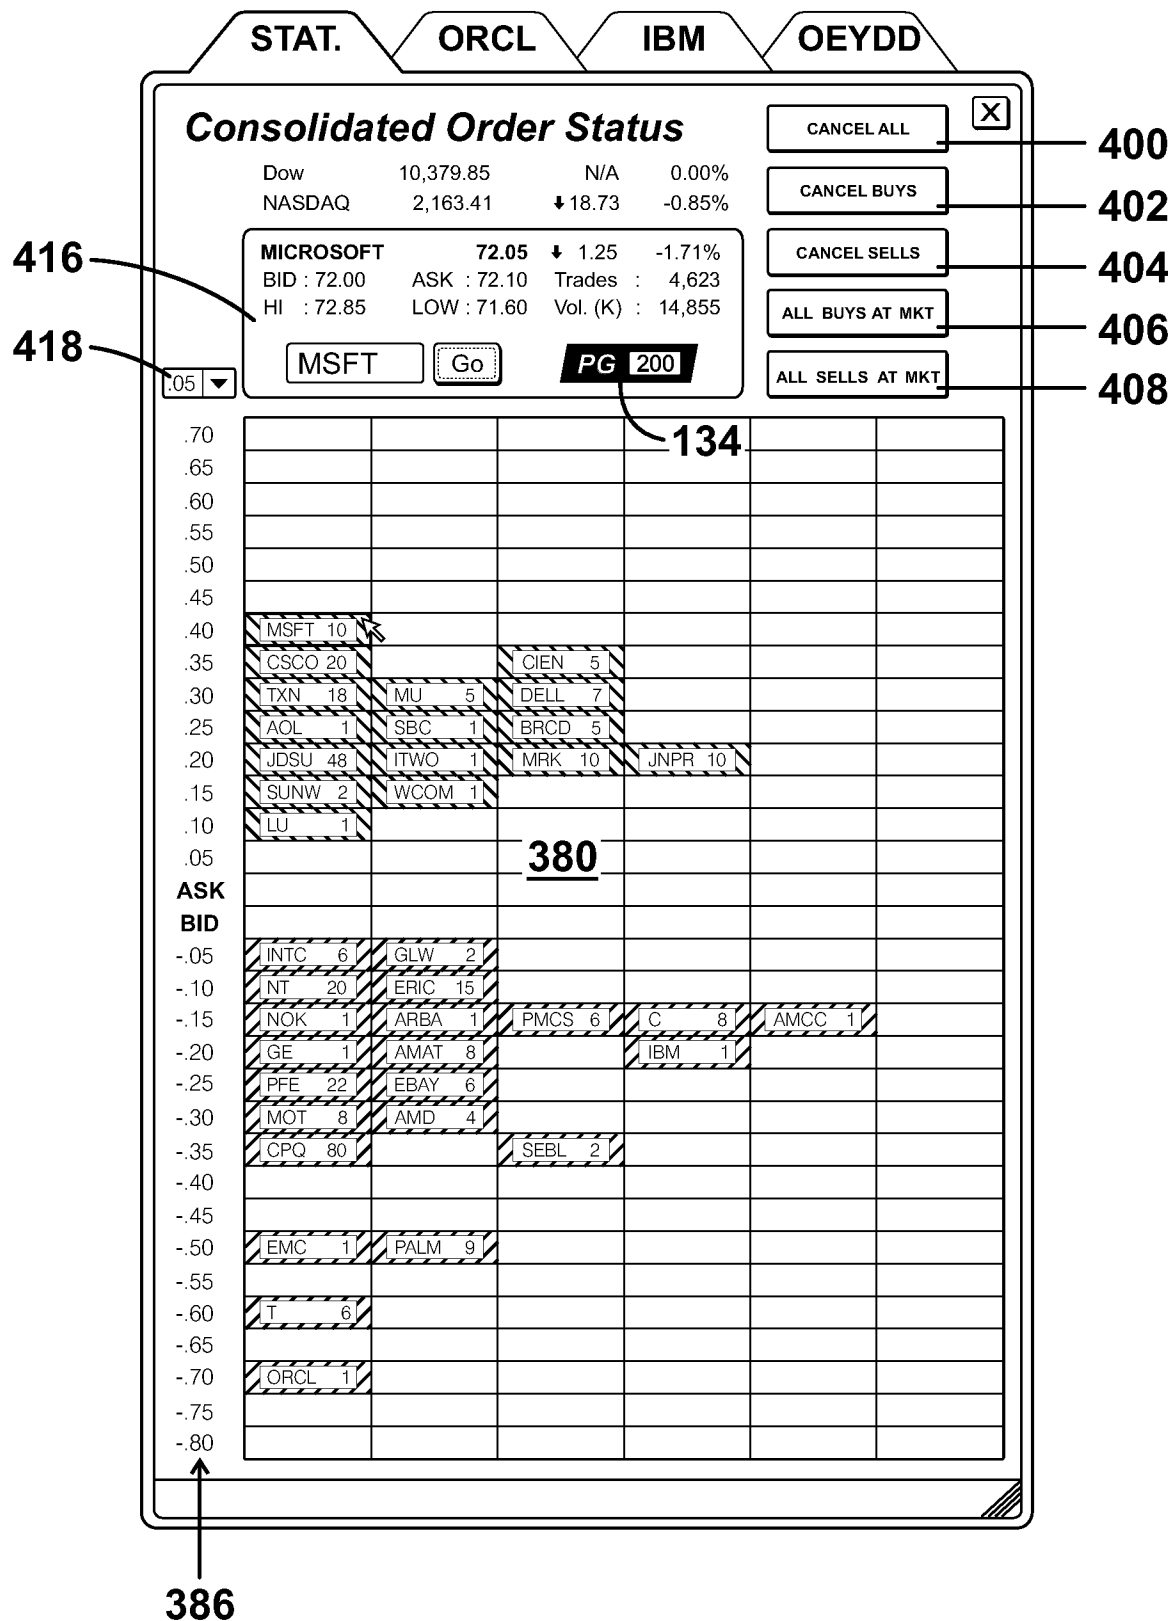 STAT. ORCL IBM OEYDD
Consolidated Order Status
X
CANCEL ALL 400
Dow 10,379.85 N/A 0.00%
NASDAQ 2,163.41 18.73 -0.85%
CANCEL BUYS 402
416
MICROSOFT 72.05 1.25 -1.71%
BID : 72.00 ASK : 72.10 Trades : 4,623
HI : 72.85 LOW : 71.60 Vol. (K) : 14,855
CANCEL SELLS 404
ALL BUYS AT MKT 406
418
.05
MSFT Go PG 200
ALL SELLS AT MKT 408
134
.70
.65
.60
.55
.50
.45
.40 MSFT 10
.35 CSCO 20 CIEN 5
.30 TXN 18 MU 5 DELL 7
.25 AOL 1 SBC 1 BRCD 5
.20 JDSU 48 ITWO 1 MRK 10 JNPR 10
.15 SUNW 2 WCOM 1
.10 LU 1
.05
380
ASK
BID
-.05 INTC 6 GLW 2
-.10 NT 20 ERIC 15
-.15 NOK 1 ARBA 1 PMCS 6 C 8 AMCC 1
-.20 GE 1 AMAT 8 IBM 1
-.25 PFE 22 EBAY 6
-.30 MOT 8 AMD 4
-.35 CPQ 80 SEBL 2
-.40
-.45
-.50 EMC 1 PALM 9
-.55
-.60 T 6
-.65
-.70 ORCL 1
-.75
-.80
386